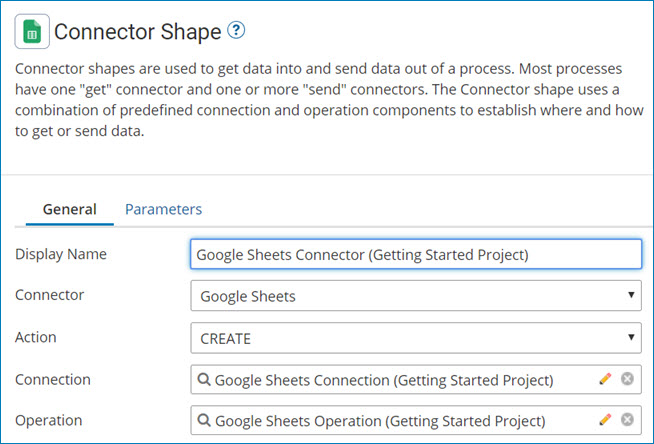 Connector Shape ?
Connector shapes are used to get data into and send data out of a process. Most processes
have one "get" connector and one or more "send" connectors. The Connector shape uses a
combination of predefined connection and operation components to establish where and how
to get or send data.
General Parameters
Display Name Google Sheets Connector (Getting Started Project)
Connector Google Sheets
Action CREATE
Connection Google Sheets Connection (Getting Started Project)
Operation Google Sheets Operation (Getting Started Project)